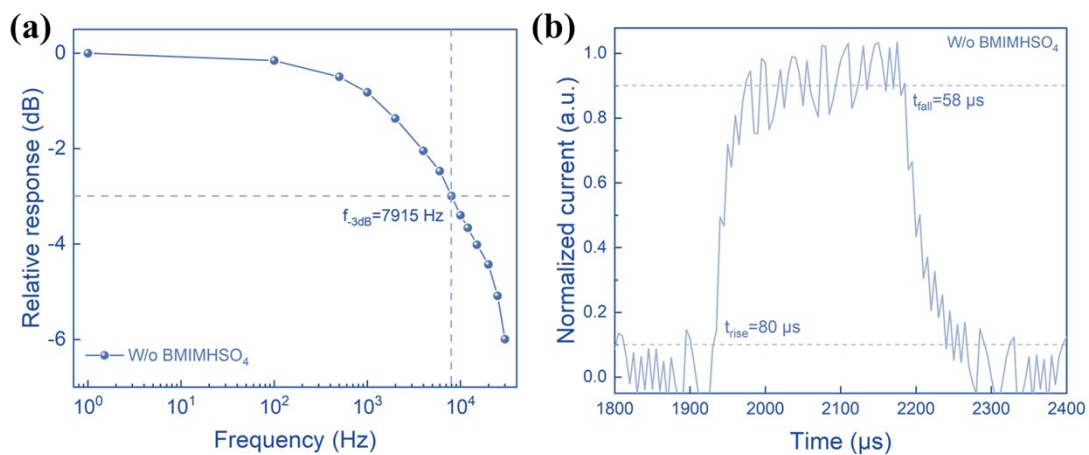 (a)
0
-2
-4
-6
Relative response (dB)
f-3dB=7915 Hz
W/o BMIMHSO4
10^0
10^1
10^2
10^3
10^4
Frequency (Hz)
(b)
1.0
0.8
0.6
0.4
0.2
0.0
Normalized current (a.u.)
W/o BMIMHSO4
tfall=58 µs
trise=80 µs
1800
1900
2000
2100
2200
2300
2400
Time (µs)